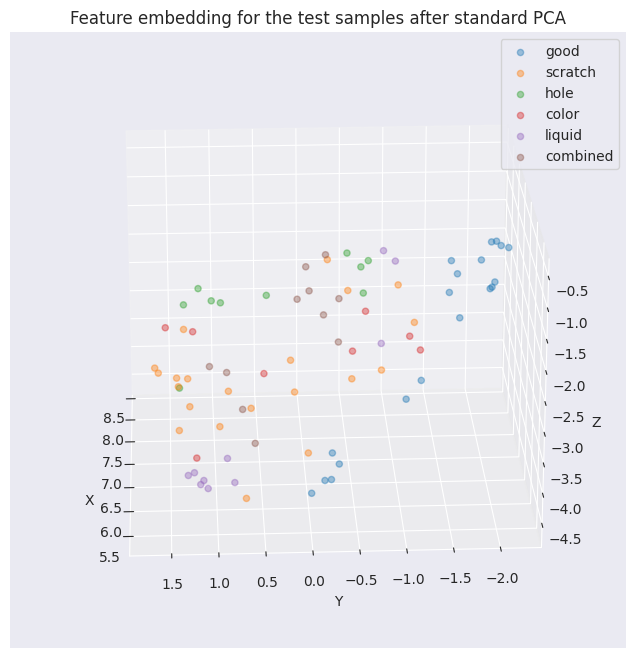 Feature embedding for the test samples after standard PCA
good
scratch
hole
color
liquid
combined
−0.5
−1.0
−1.5
−2.0
−2.5
−3.0
−3.5
−4.0
−4.5
Z
8.5
8.0
7.5
7.0
6.5
6.0
5.5
X
1.5 1.0 0.5 0.0 −0.5 −1.0 −1.5 −2.0
Y